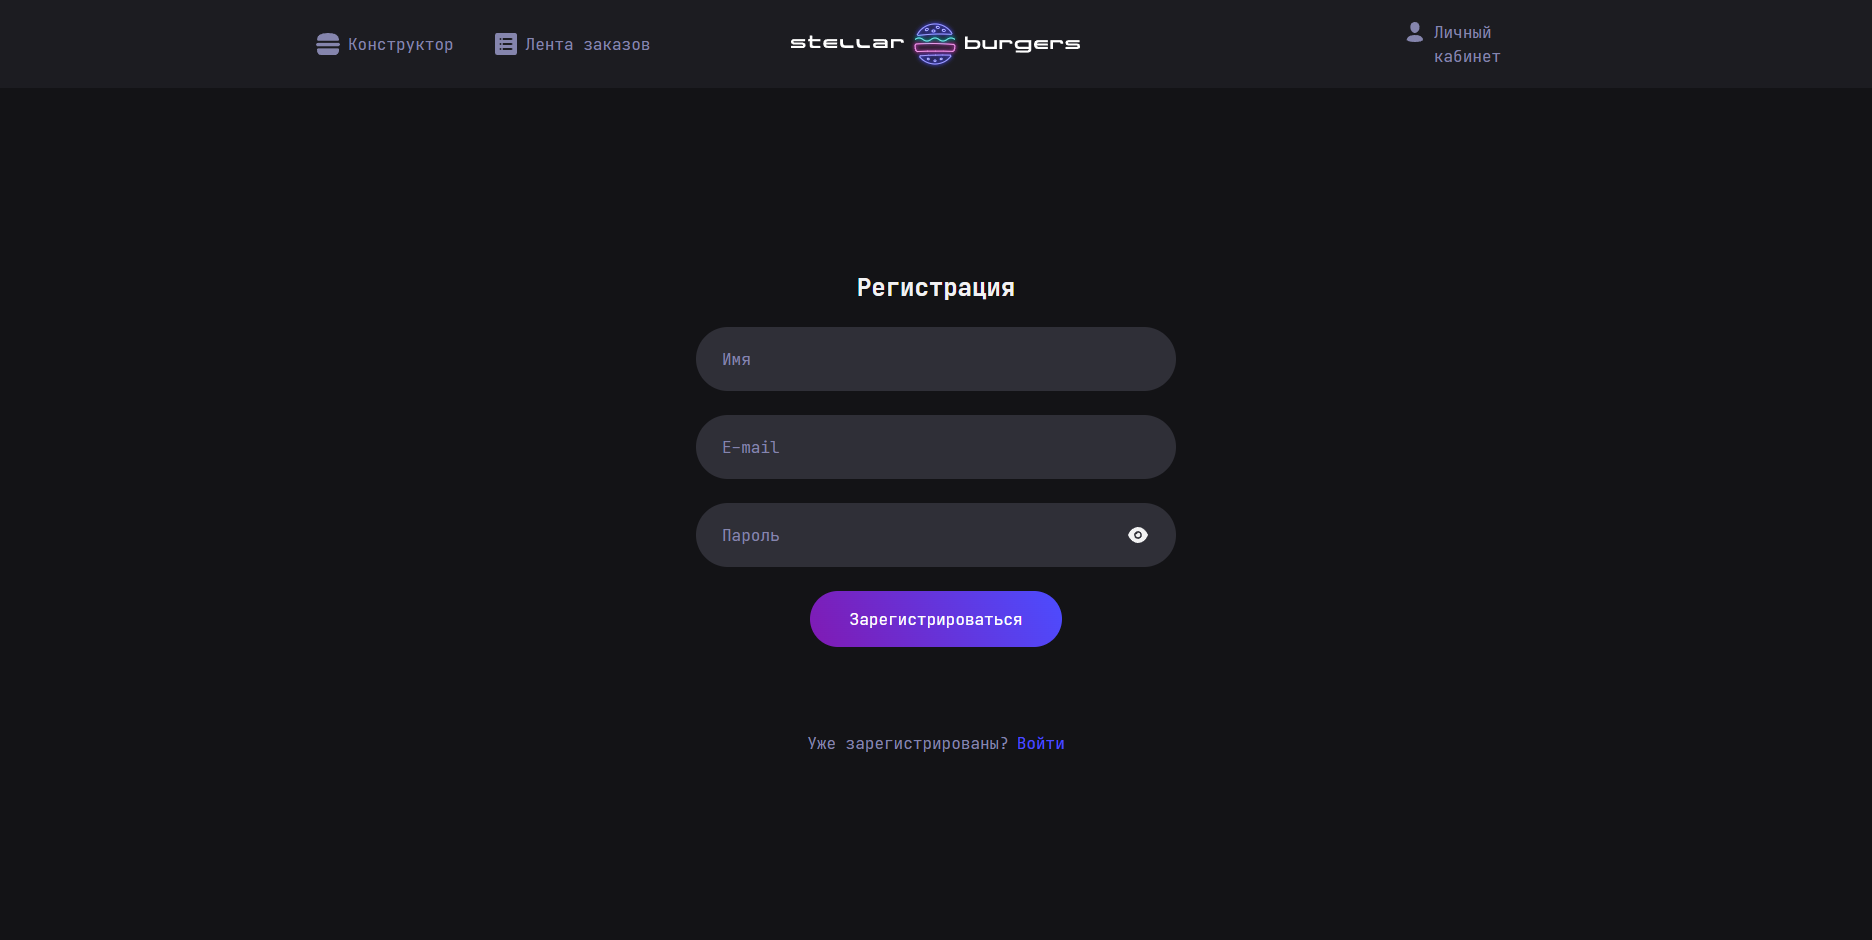 Конструктор
Лента заказов
stellar burgers
Личный
кабинет
Регистрация
Имя
E-mail
Пароль
Зарегистрироваться
Уже зарегистрированы? Войти